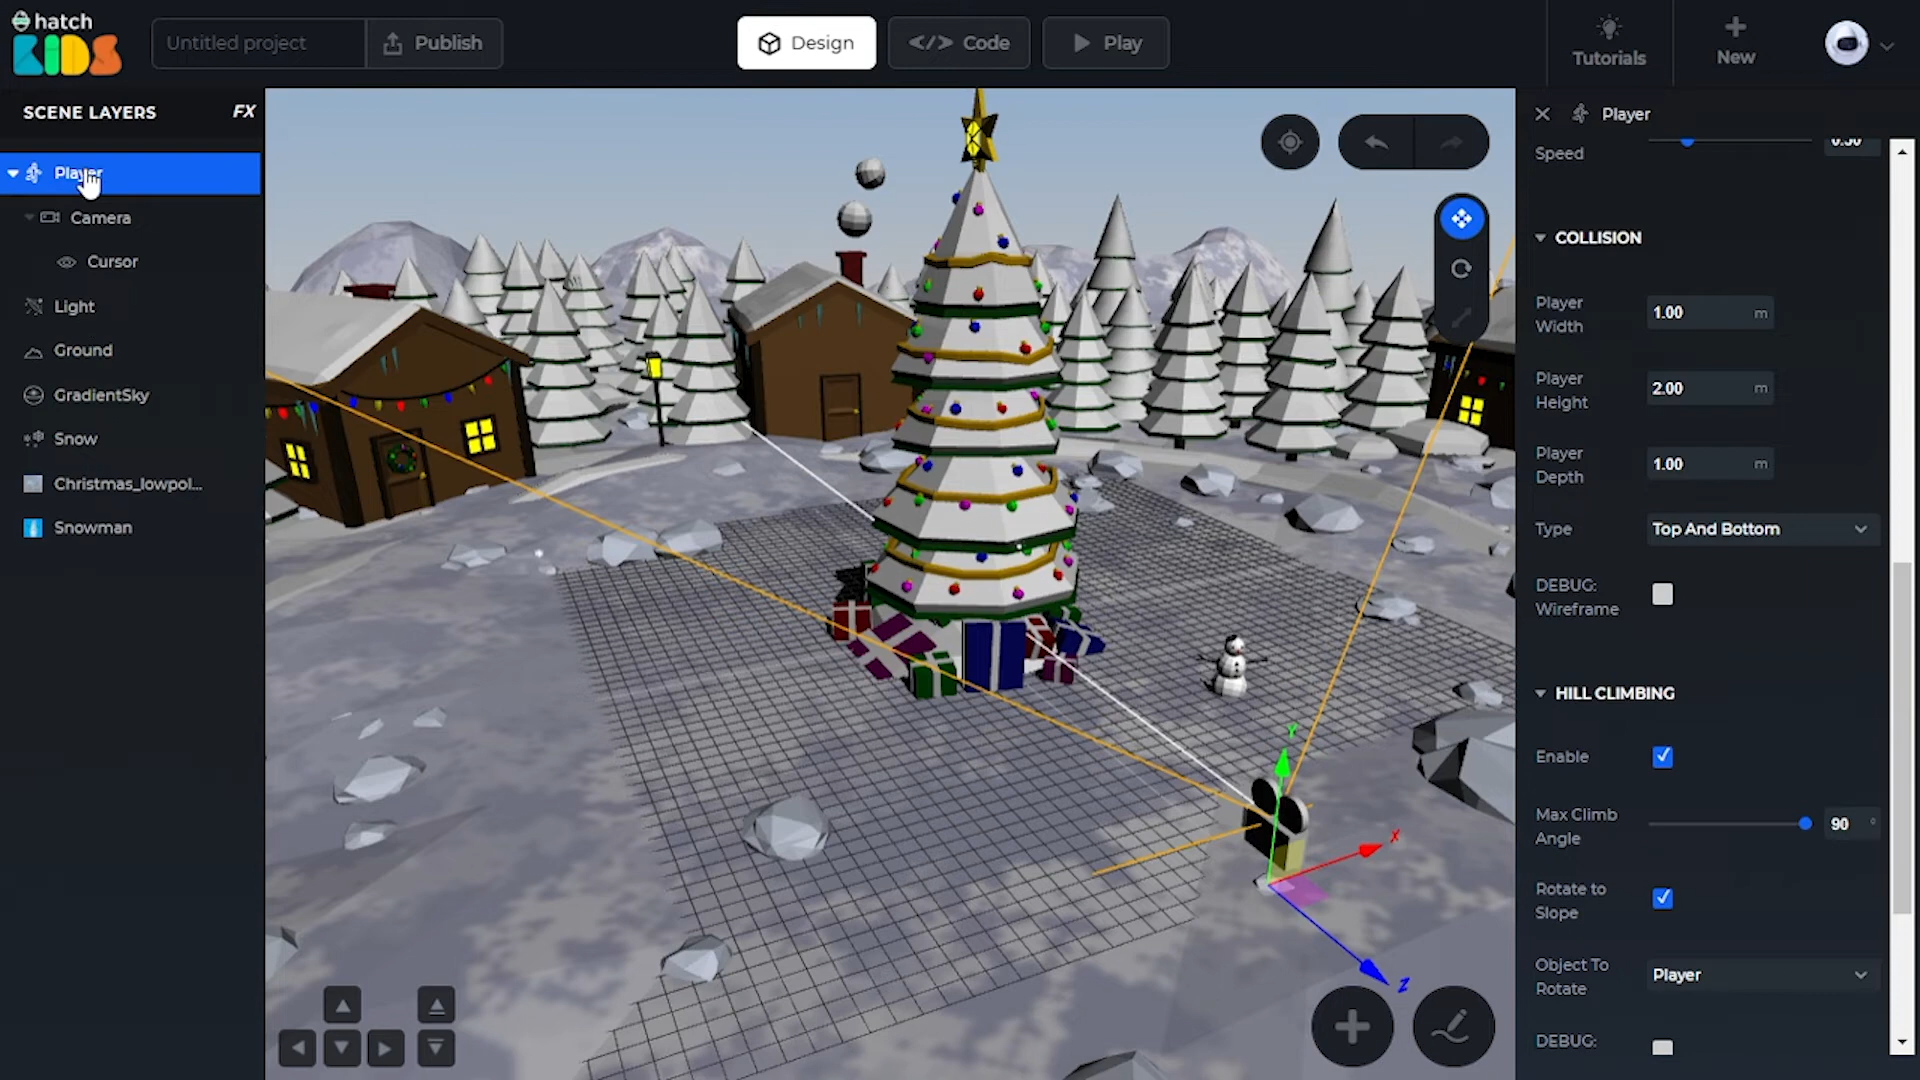 hatch
KIDS
Untitled project
Publish
Design
</> Code
Play
Tutorials
New
SCENE LAYERS
FX
Player
Camera
Cursor
Light
Ground
GradientSky
Snow
Christmas_lowpol...
Snowman
Y
X
Z
Player
Speed
0.50
COLLISION
Player Width
1.00 m
Player Height
2.00 m
Player Depth
1.00 m
Type
Top And Bottom
DEBUG: Wireframe
HILL CLIMBING
Enable
Max Climb Angle
90 °
Rotate to Slope
Object To Rotate
Player
DEBUG: